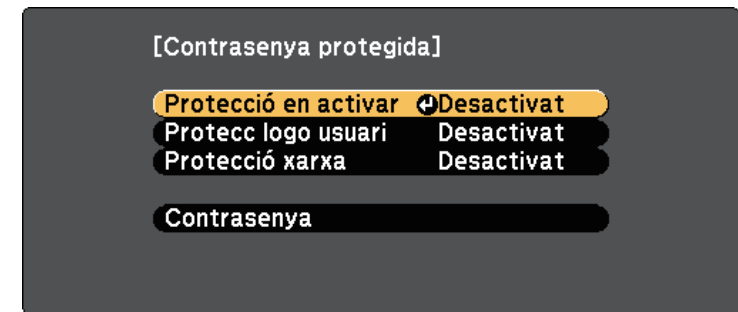 [Contrasenya protegida]
Protecció en activar Desactivat
Protecc logo usuari Desactivat
Protecció xarxa Desactivat
Contrasenya